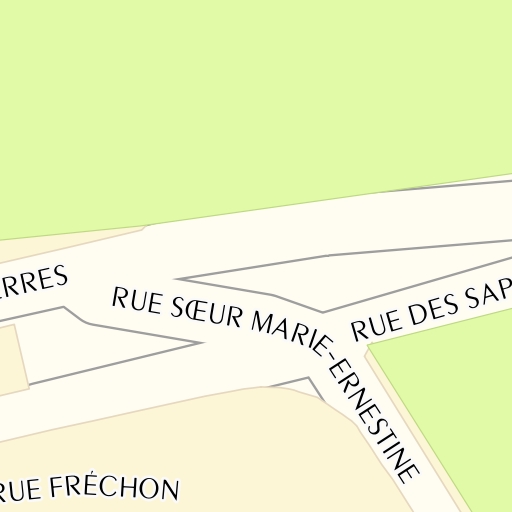 ERRES
RUE SŒUR MARIE-ERNESTINE
RUE DES SAP
RUE FRÉCHON